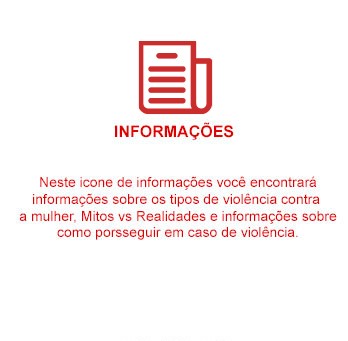 INFORMAÇÕES
Neste icone de informações você encontrará
informações sobre os tipos de violência contra
a mulher, Mitos vs Realidades e informações sobre
como porsseguir em caso de violência.